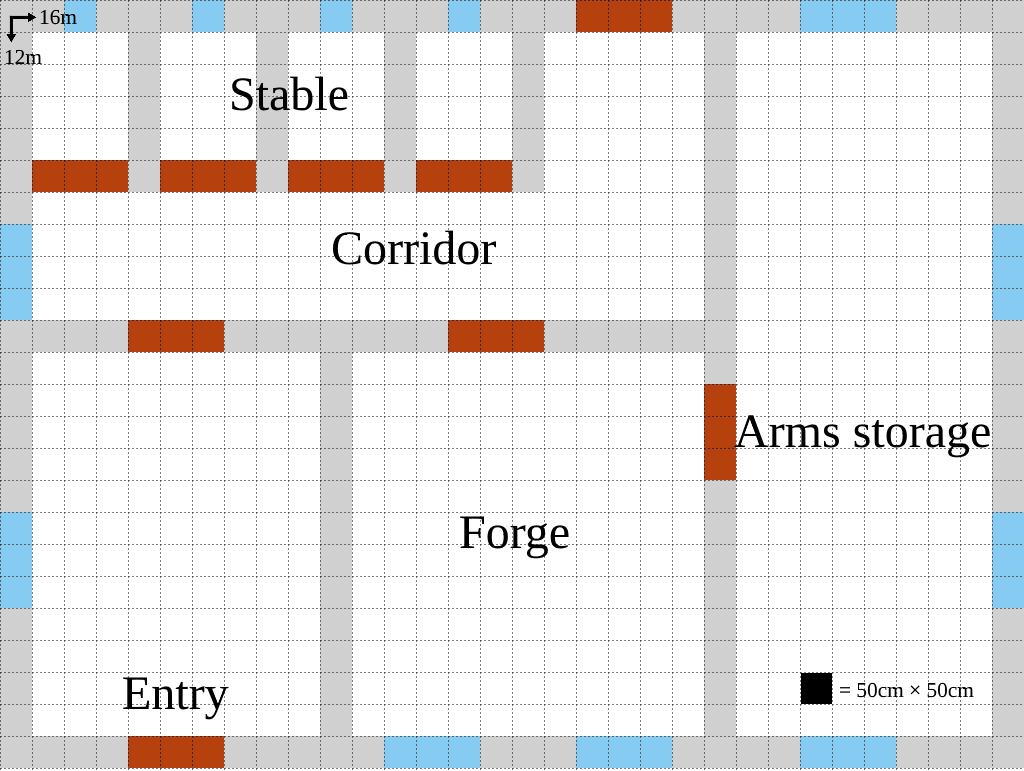 16m
12m
Stable
Corridor
Arms storage
Forge
Entry
= 50cm × 50cm